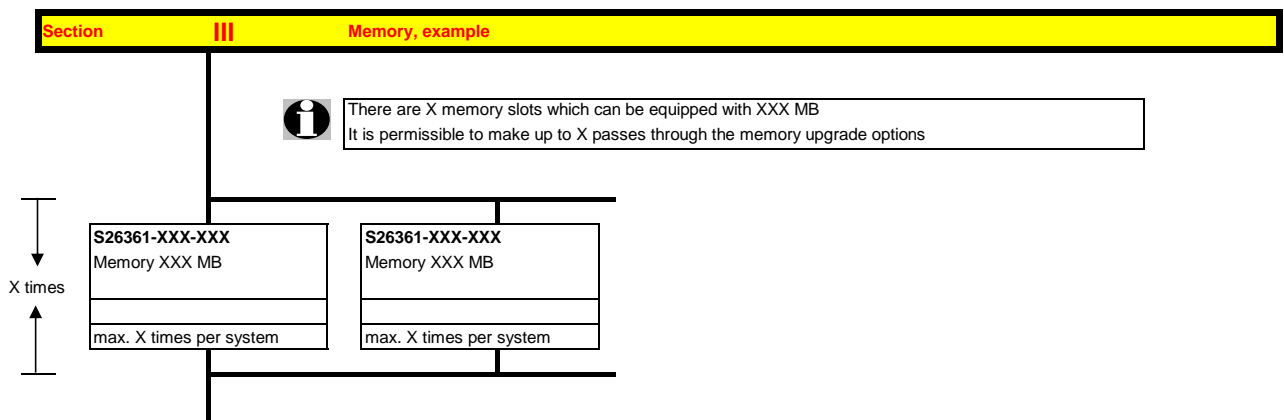 Section III Memory, example
There are X memory slots which can be equipped with XXX MB
It is permissible to make up to X passes through the memory upgrade options
S26361-XXX-XXX
Memory XXX MB
max. X times per system
S26361-XXX-XXX
Memory XXX MB
max. X times per system
X times